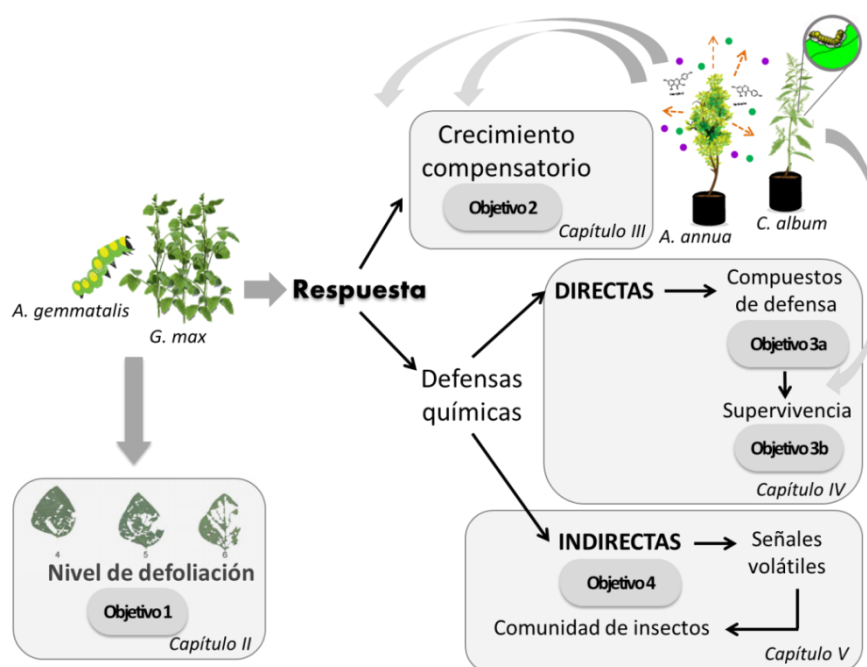 Crecimiento
compensatorio
Objetivo 2
Capítulo III
A. annua
C. album
A. gemmatalis
G. max
Respuesta
DIRECTAS
Compuestos
de defensa
Objetivo 3a
Supervivencia
Objetivo 3b
Capítulo IV
Defensas
químicas
4
5
6
Nivel de defoliación
Objetivo 1
Capítulo II
INDIRECTAS
Objetivo 4
Señales
volátiles
Comunidad de insectos
Capítulo V